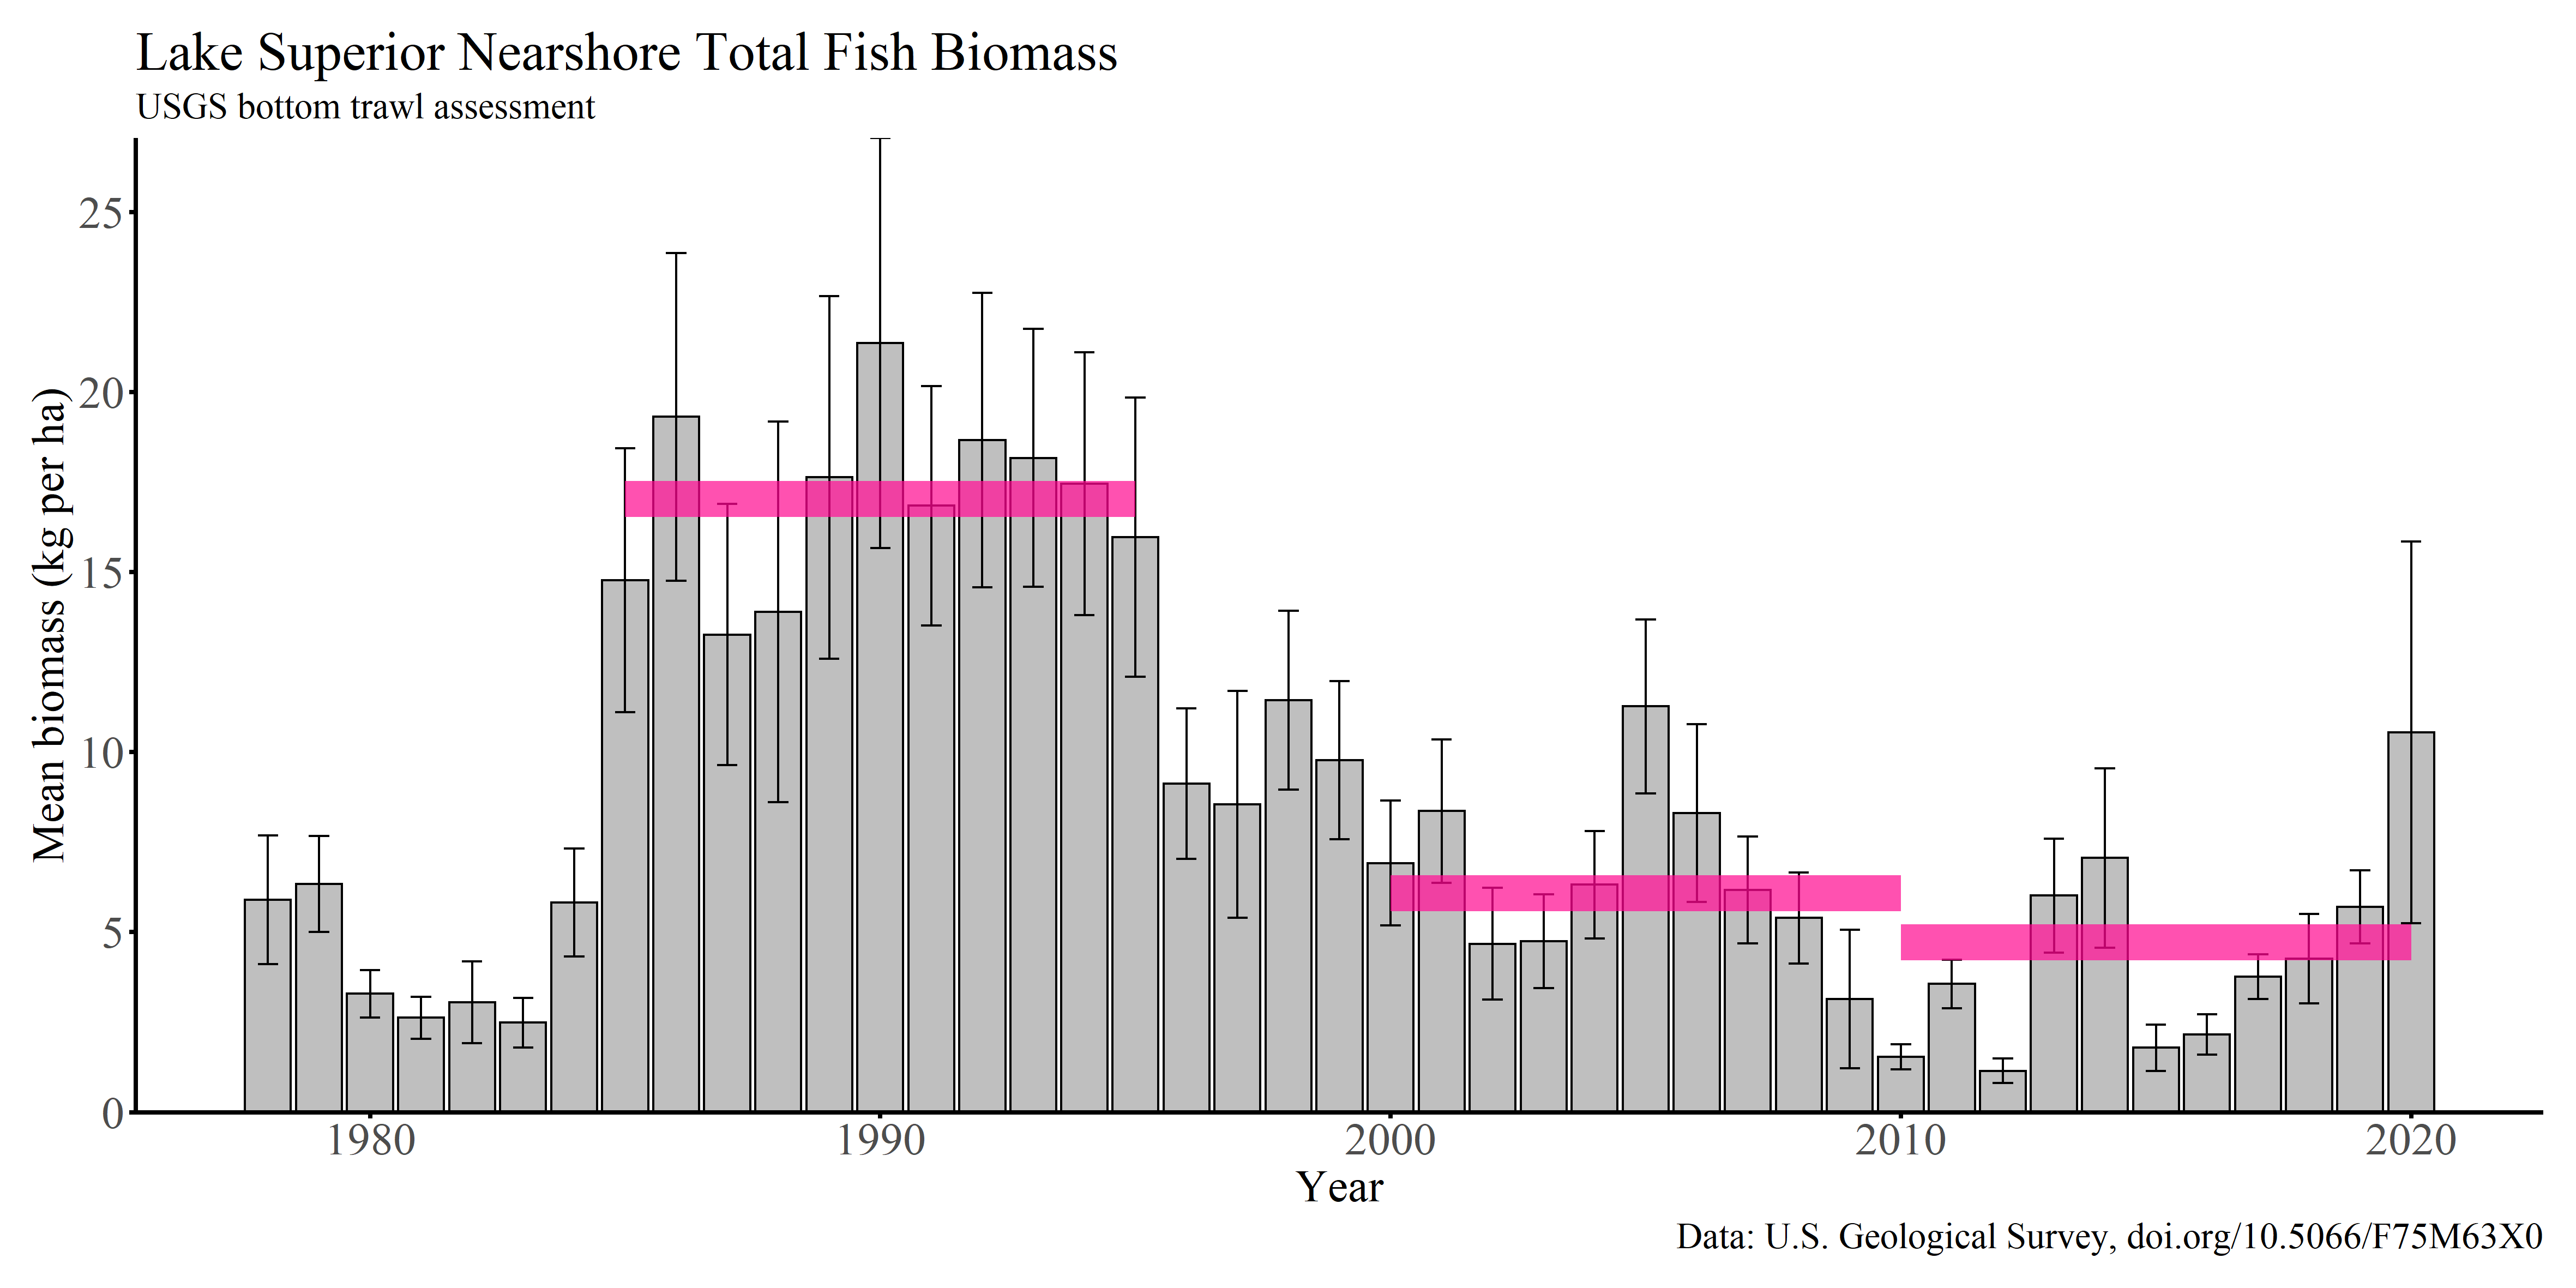 Lake Superior Nearshore Total Fish Biomass
USGS bottom trawl assessment
Mean biomass (kg per ha)
25
20
15
10
5
0
1980 1990 2000 2010 2020
Year
Data: U.S. Geological Survey, doi.org/10.5066/F75M63X0